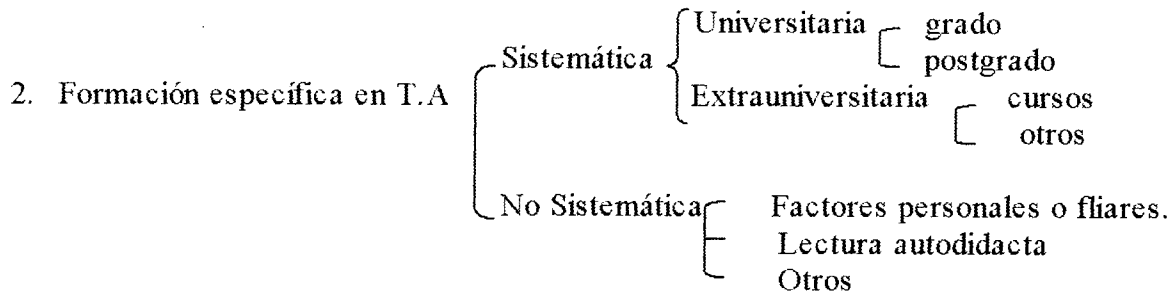 Universitaria grado
Sistemática postgrado
2. Formación específica en T.A
Extrauniversitaria cursos
otros
No Sistemática Factores personales o fliares.
Lectura autodidacta
Otros